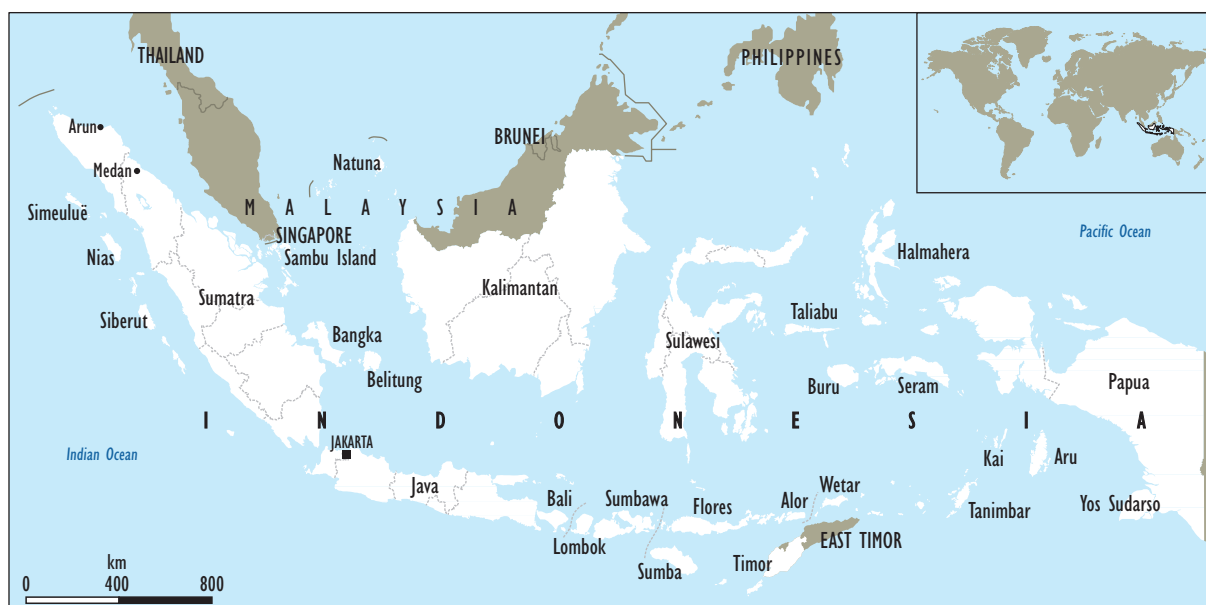 THAILAND
PHILIPPINES
Arun
BRUNEI
Medan
Natuna
Simeuluë
MALAYSIA
SINGAPORE
Sambu Island
Pacific Ocean
Nias
Halmahera
Sumatra
Kalimantan
Siberut
Bangka
Taliabu
Sulawesi
Belitung
Buru
Seram
Papua
INDONESIA
JAKARTA
Indian Ocean
Kai
Aru
Java
Bali
Sumbawa
Flores
Alor
Wetar
Tanimbar
Yos Sudarso
Lombok
Sumba
Timor
EAST TIMOR
km
0 400 800